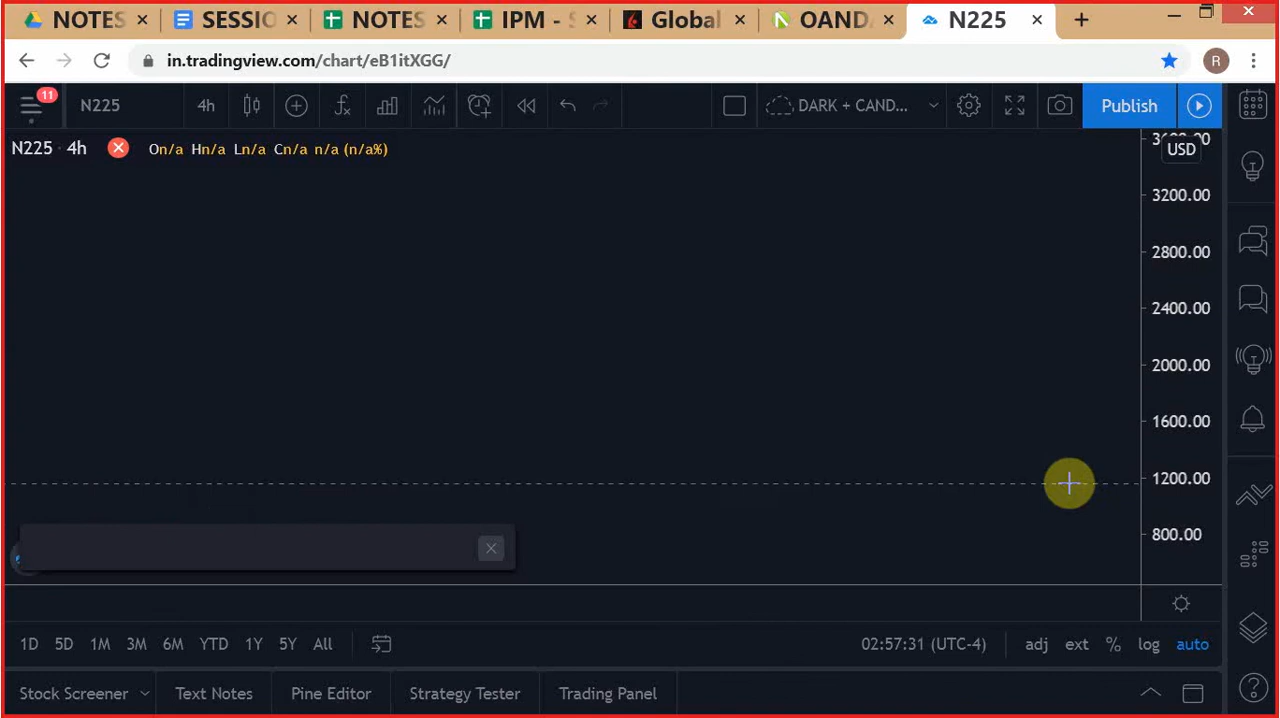 NOTES SESSIO NOTES IPM - S Global OANDA N225
in.tradingview.com/chart/eB1itXGG/ R
11 N225 4h DARK + CAND... Publish
N225 · 4h On/a Hn/a Ln/a Cn/a n/a (n/a%)
USD
3200.00
2800.00
2400.00
2000.00
1600.00
1200.00
800.00
1D 5D 1M 3M 6M YTD 1Y 5Y All 02:57:31 (UTC-4) adj ext % log auto
Stock Screener Text Notes Pine Editor Strategy Tester Trading Panel